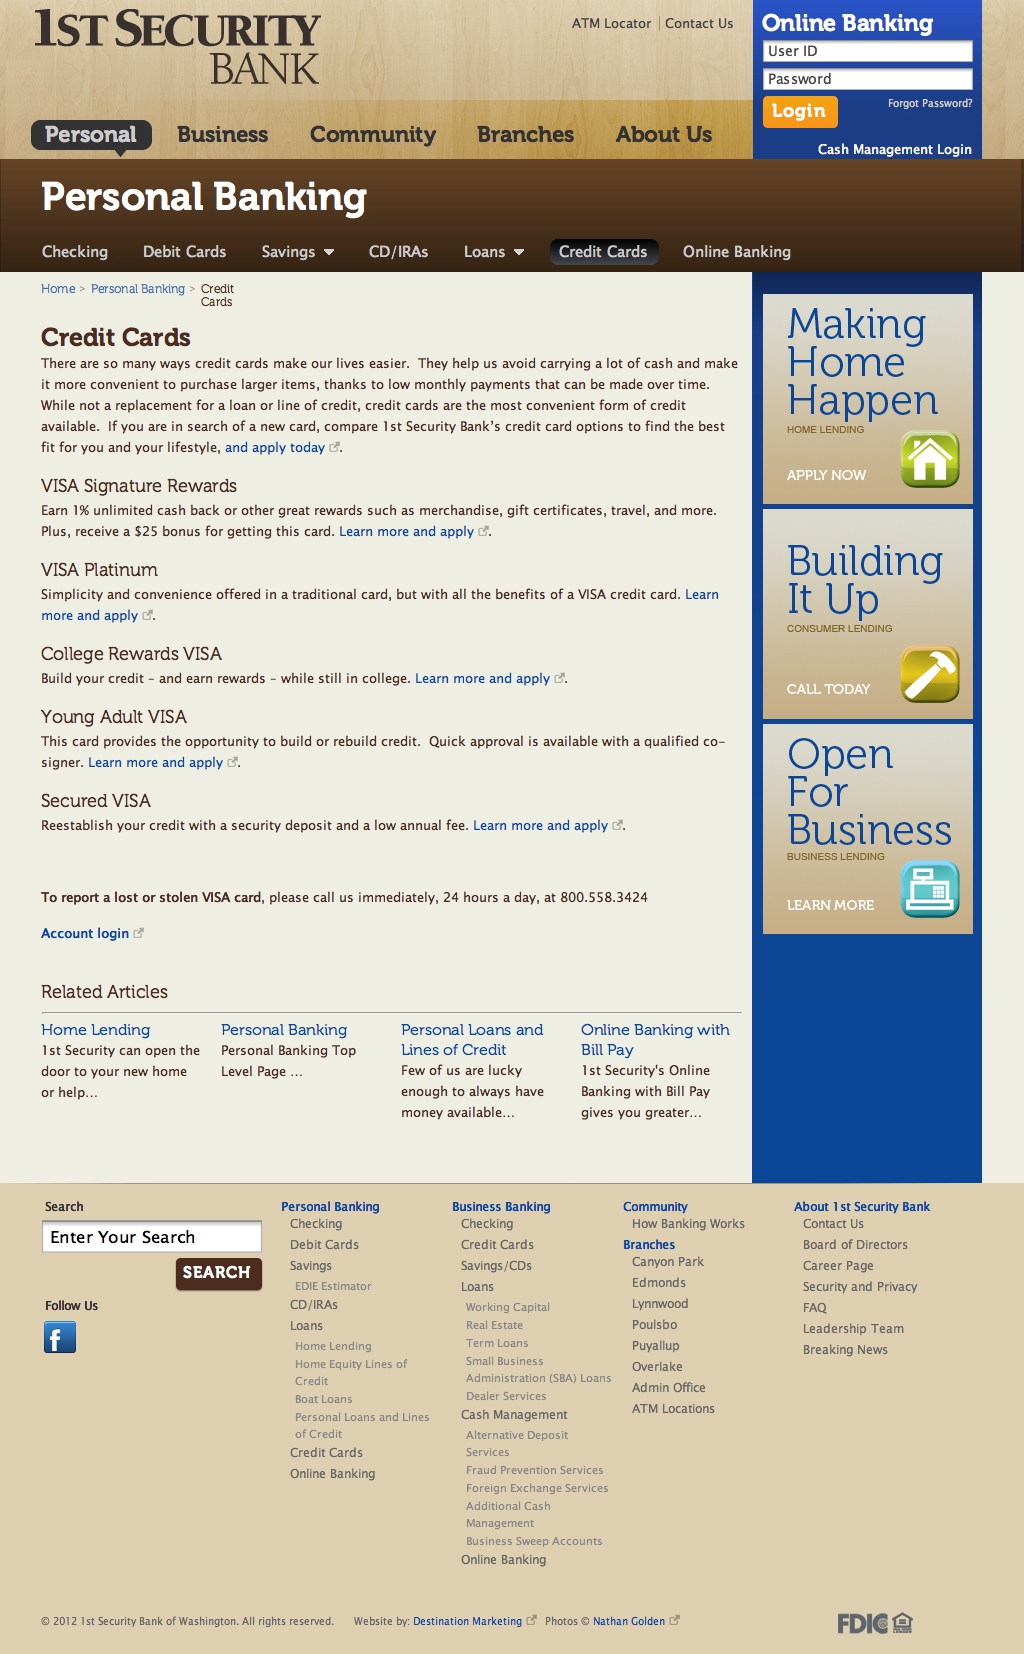 1ST SECURITY
BANK
ATM Locator
Contact Us
Online Banking
User ID
Password
Login
Forgot Password?
Cash Management Login
Personal
Business
Community
Branches
About Us
Personal Banking
Checking
Debit Cards
Savings
CD/IRAs
Loans
Credit Cards
Online Banking
Home > Personal Banking > Credit
Cards
Credit Cards
There are so many ways credit cards make our lives easier.  They help us avoid carrying a lot of cash and make
it more convenient to purchase larger items, thanks to low monthly payments that can be made over time.
While not a replacement for a loan or line of credit, credit cards are the most convenient form of credit
available.  If you are in search of a new card, compare 1st Security Bank's credit card options to find the best
fit for you and your lifestyle, and apply today.
VISA Signature Rewards
Earn 1% unlimited cash back or other great rewards such as merchandise, gift certificates, travel, and more.
Plus, receive a $25 bonus for getting this card. Learn more and apply.
VISA Platinum
Simplicity and convenience offered in a traditional card, but with all the benefits of a VISA credit card. Learn
more and apply.
College Rewards VISA
Build your credit – and earn rewards – while still in college. Learn more and apply.
Young Adult VISA
This card provides the opportunity to build or rebuild credit.  Quick approval is available with a qualified co-
signer. Learn more and apply.
Secured VISA
Reestablish your credit with a security deposit and a low annual fee. Learn more and apply.
To report a lost or stolen VISA card, please call us immediately, 24 hours a day, at 800.558.3424
Account login
Making
Home
Happen
HOME LENDING
APPLY NOW
Building
It Up
CONSUMER LENDING
CALL TODAY
Open
For
Business
BUSINESS LENDING
LEARN MORE
Related Articles
Home Lending
1st Security can open the
door to your new home
or help...
Personal Banking
Personal Banking Top
Level Page ...
Personal Loans and
Lines of Credit
Few of us are lucky
enough to always have
money available...
Online Banking with
Bill Pay
1st Security's Online
Banking with Bill Pay
gives you greater...
Search
Enter Your Search
SEARCH
Follow Us
f
Personal Banking
Checking
Debit Cards
Savings
EDIE Estimator
CD/IRAs
Loans
Home Lending
Home Equity Lines of
Credit
Boat Loans
Personal Loans and Lines
of Credit
Credit Cards
Online Banking
Business Banking
Checking
Credit Cards
Savings/CDs
Loans
Working Capital
Real Estate
Term Loans
Small Business
Administration (SBA) Loans
Dealer Services
Cash Management
Alternative Deposit
Services
Fraud Prevention Services
Foreign Exchange Services
Additional Cash
Management
Business Sweep Accounts
Online Banking
Community
How Banking Works
Branches
Canyon Park
Edmonds
Lynnwood
Poulsbo
Puyallup
Overlake
Admin Office
ATM Locations
About 1st Security Bank
Contact Us
Board of Directors
Career Page
Security and Privacy
FAQ
Leadership Team
Breaking News
© 2012 1st Security Bank of Washington. All rights reserved.
Website by: Destination Marketing
Photos © Nathan Golden
FDIC